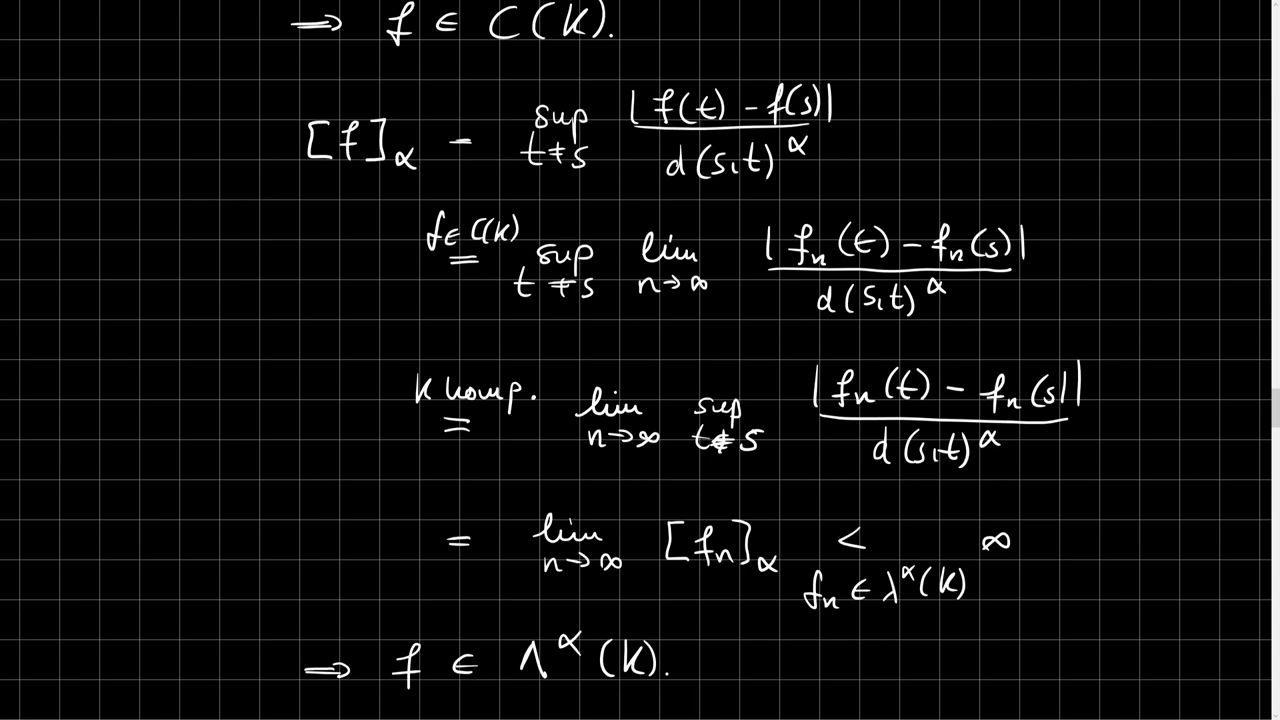 ⟹ f ∈ C(K).
[f]_α - sup_{t≠s} |f(t) - f(s)| / d(s,t)^α
f ∈ C(K) = sup_{t≠s} lim_{n→∞} |f_n(t) - f_n(s)| / d(s,t)^α
K komp. = lim_{n→∞} sup_{t≠s} |f_n(t) - f_n(s)| / d(s,t)^α
= lim_{n→∞} [f_n]_α < ∞
f_n ∈ λ^α(K)
⟹ f ∈ Λ^α(K).